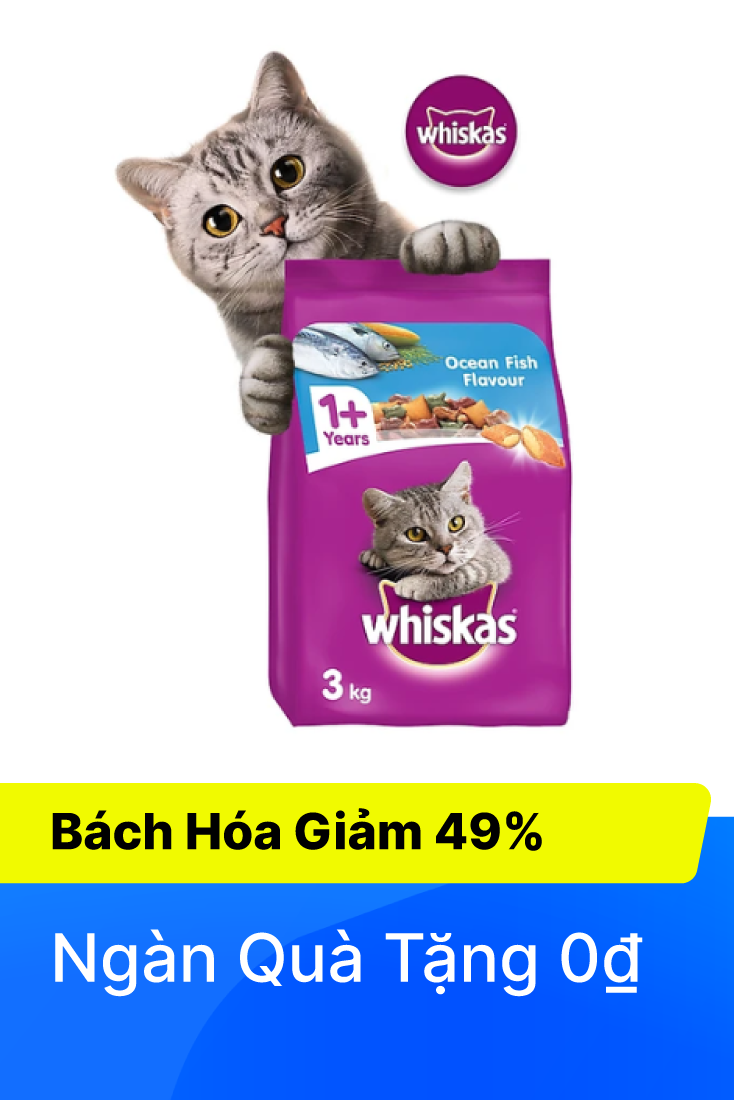 whiskas
Ocean Fish
Flavour
1+
Years
whiskas
3 kg
Bách Hóa Giảm 49%
Ngàn Quà Tặng 0₫